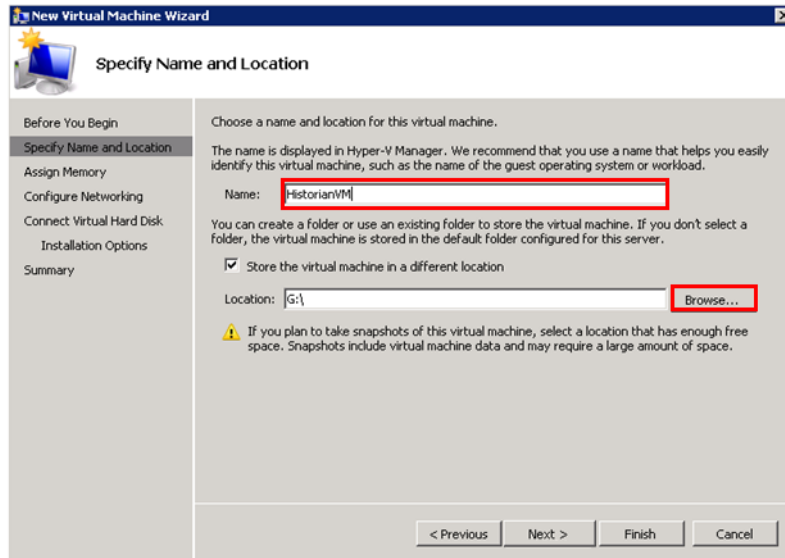 New Virtual Machine Wizard
Specify Name and Location
Before You Begin
Specify Name and Location
Assign Memory
Configure Networking
Connect Virtual Hard Disk
Installation Options
Summary
Choose a name and location for this virtual machine.
The name is displayed in Hyper-V Manager. We recommend that you use a name that helps you easily
identify this virtual machine, such as the name of the guest operating system or workload.
Name: HistorianVM
You can create a folder or use an existing folder to store the virtual machine. If you don't select a
folder, the virtual machine is stored in the default folder configured for this server.
Store the virtual machine in a different location
Location: G:\ Browse...
If you plan to take snapshots of this virtual machine, select a location that has enough free
space. Snapshots include virtual machine data and may require a large amount of space.
< Previous Next > Finish Cancel